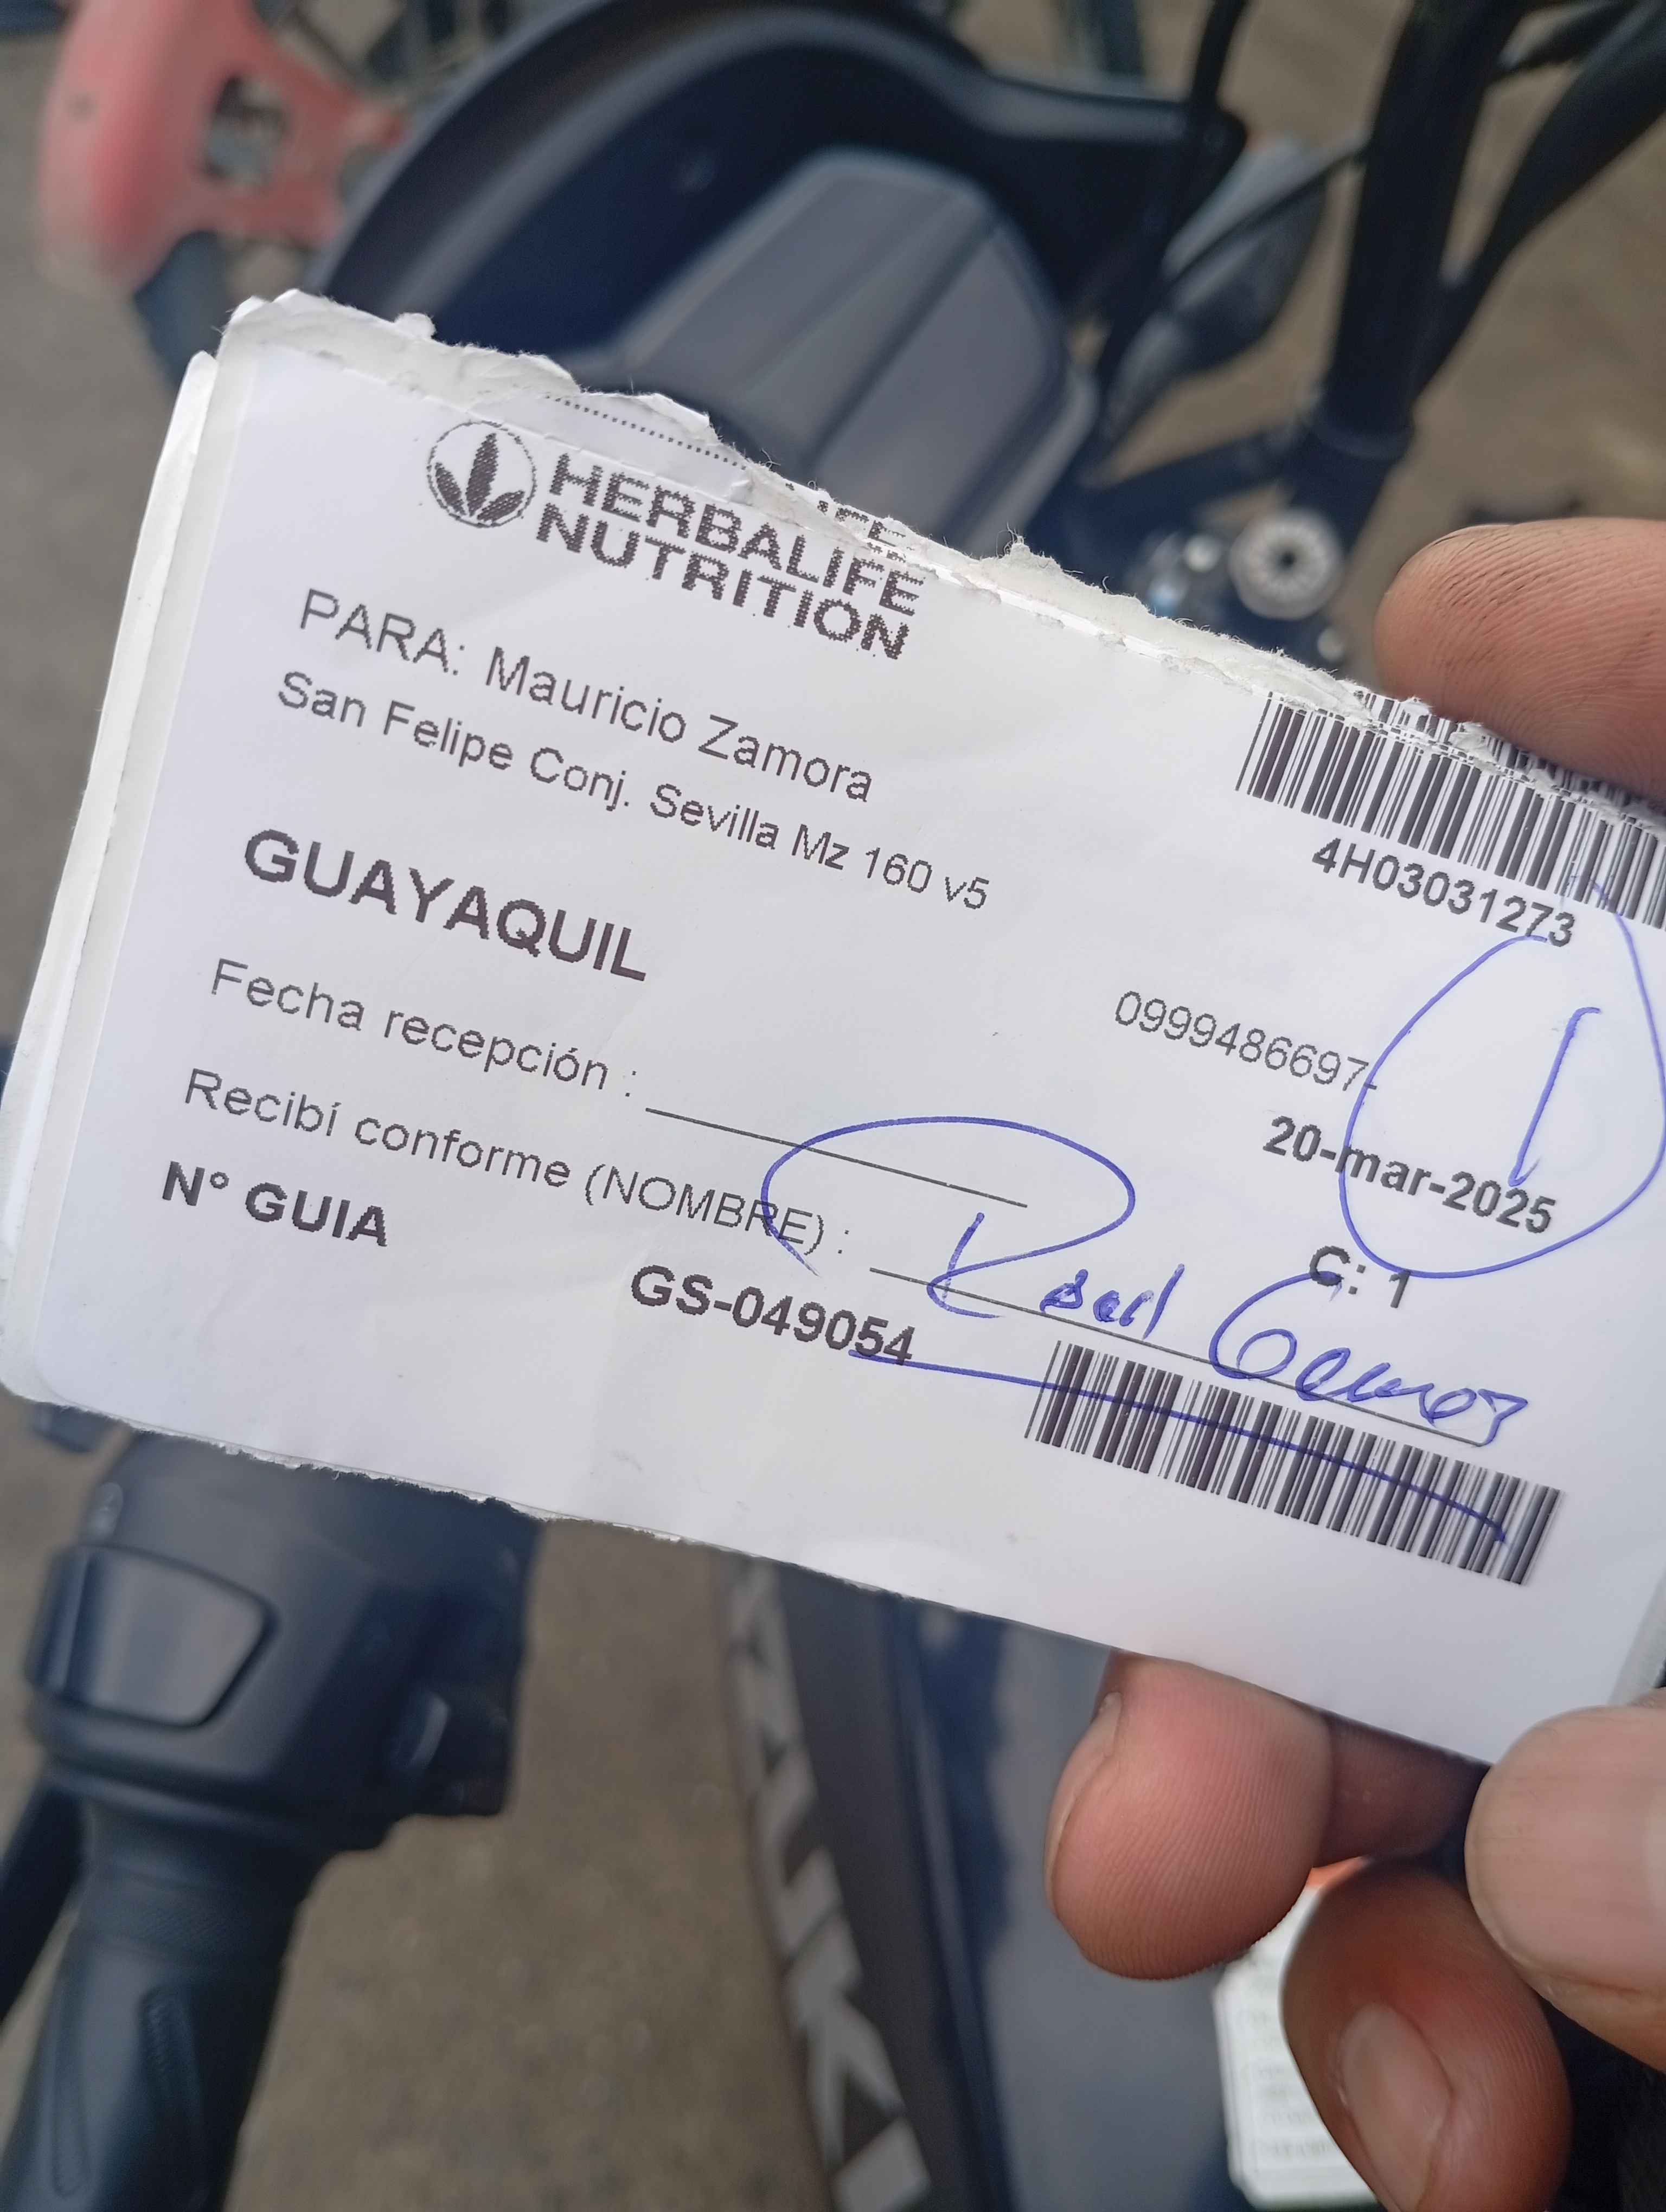 HERBALIFE
NUTRITION
PARA: Mauricio Zamora
San Felipe Conj. Sevilla Mz 160 v5
4H03031273
GUAYAQUIL
0999486697-
Fecha recepción :
20-mar-2025
1
Recibí conforme (NOMBRE) :
C: 1
N° GUIA
GS-049054